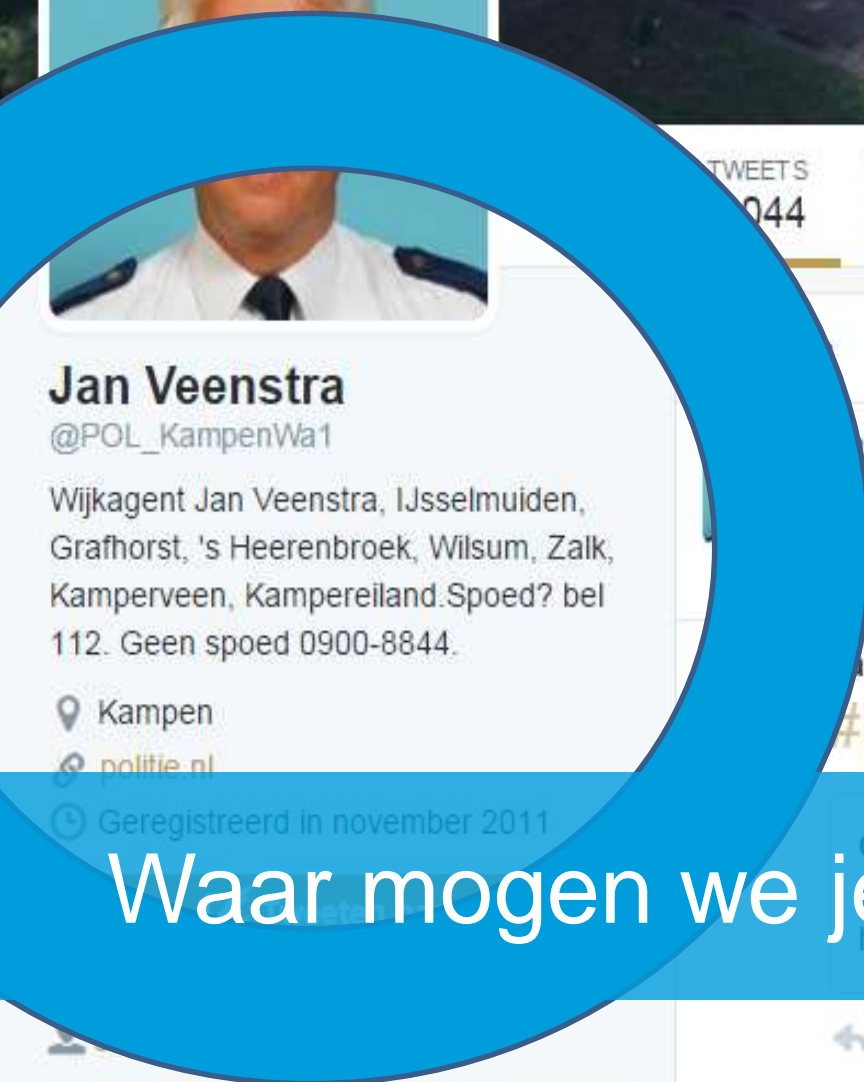 TWEETS
044
Jan Veenstra
@POL_KampenWa1
Wijkagent Jan Veenstra, IJsselmuiden,
Grafhorst, 's Heerenbroek, Wilsum, Zalk,
Kamperveen, Kampereiland.Spoed? bel
112. Geen spoed 0900-8844.
Kampen
politie.nl
#
Geregistreerd in november 2011
Waar mogen we je